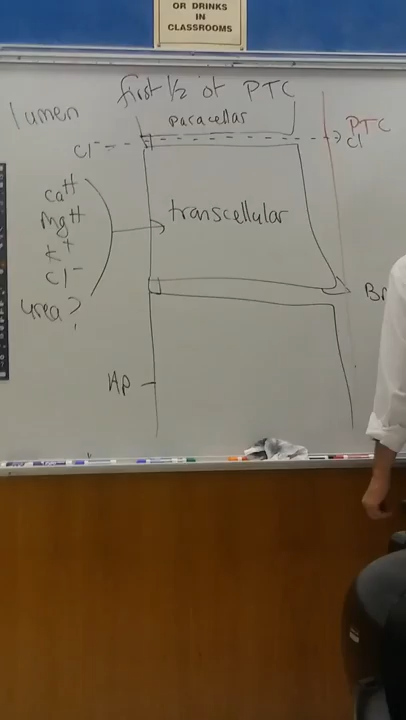 OR DRINKS
IN
CLASSROOMS
first 1/2 of PTC
lumen
paracellar
PTC
Cl⁻
Cl
Ca++
Mg++
K+
Cl⁻
urea?
transcellular
Ap